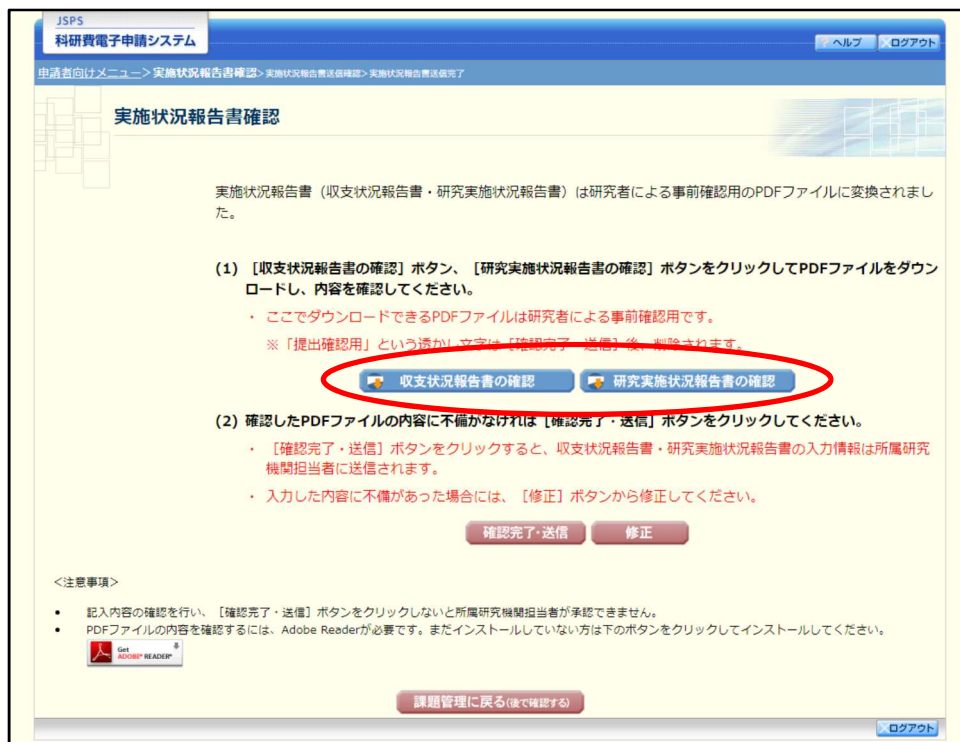 JSPS
科研費電子申請システム
ヘルプ
ログアウト
申請者向けメニュー>実施状況報告書確認>実施状況報告書送信確認>実施状況報告書送信完了
実施状況報告書確認
実施状況報告書（収支状況報告書・研究実施状況報告書）は研究者による事前確認用のPDFファイルに変換されまし
た。
(1) ［収支状況報告書の確認］ボタン、［研究実施状況報告書の確認］ボタンをクリックしてPDFファイルをダウン
ロードし、内容を確認してください。
・ ここでダウンロードできるPDFファイルは研究者による事前確認用です。
※「提出確認用」という透かし文字は［確認完了・送信］後、削除されます。
収支状況報告書の確認
研究実施状況報告書の確認
(2) 確認したPDFファイルの内容に不備がなければ［確認完了・送信］ボタンをクリックしてください。
・ ［確認完了・送信］ボタンをクリックすると、収支状況報告書・研究実施状況報告書の入力情報は所属研究
機関担当者に送信されます。
・ 入力した内容に不備があった場合には、［修正］ボタンから修正してください。
確認完了・送信
修正
<注意事項>
• 記入内容の確認を行い、［確認完了・送信］ボタンをクリックしないと所属研究機関担当者が承認できません。
• PDFファイルの内容を確認するには、Adobe Readerが必要です。まだインストールしていない方は下のボタンをクリックしてインストールしてください。
Get
ADOBE® READER®
課題管理に戻る(後で確認する)
ログアウト